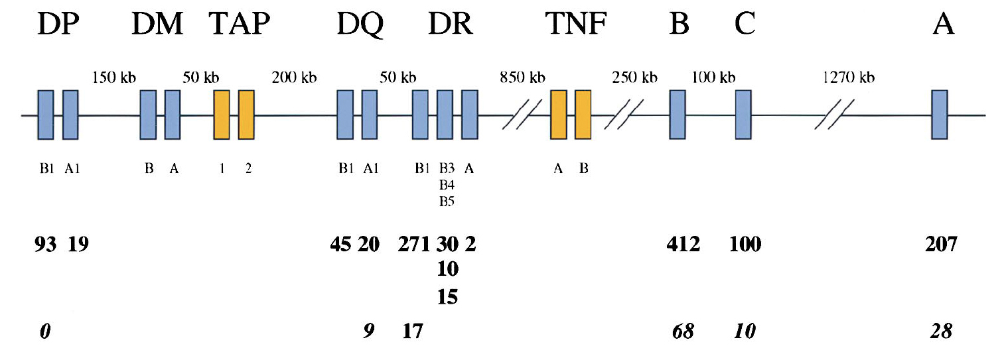 DP DM TAP DQ DR TNF B C A
150 kb 50 kb 200 kb 50 kb 850 kb 250 kb 100 kb 1270 kb
B1 A1 B A 1 2 B1 A1 B1 B3 A A B
B4
B5
93 19 45 20 271 30 2 412 100 207
10
15
0 9 17 68 10 28